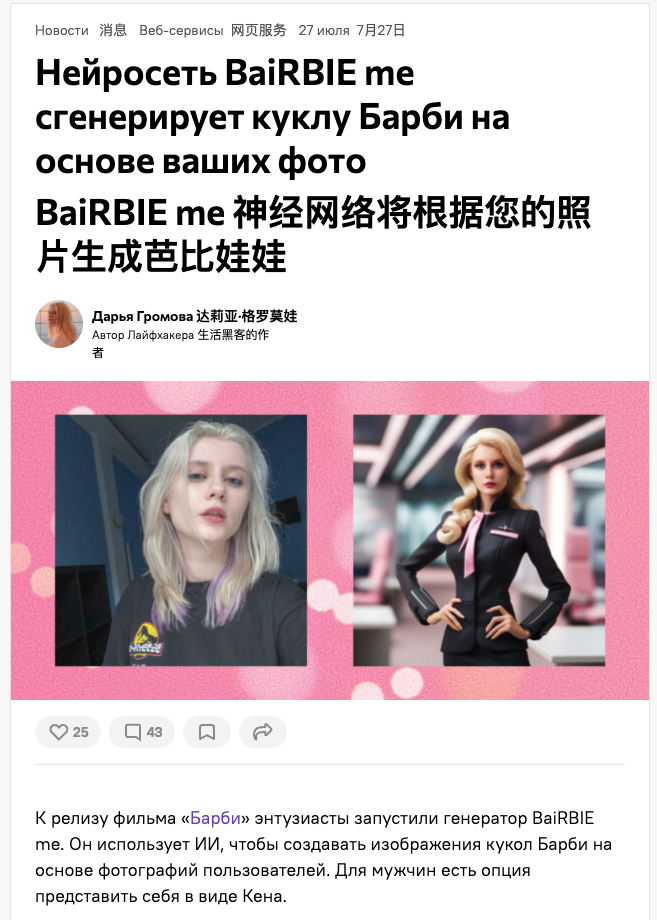 Новости 消息 Веб-сервисы 网页服务 27 июля 7月27日
Нейросеть BaiRBIE me
сгенерирует куклу Барби на
основе ваших фото
BaiRBIE me 神经网络将根据您的照
片生成芭比娃娃
Дарья Громова 达莉亚·格罗莫娃
Автор Лайфхакера 生活黑客的作
者
25
43
К релизу фильма «Барби» энтузиасты запустили генератор BaiRBIE
me. Он использует ИИ, чтобы создавать изображения кукол Барби на
основе фотографий пользователей. Для мужчин есть опция
представить себя в виде Кена.